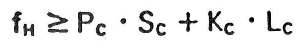 f_H ≥ P_C · S_C + K_C · L_C